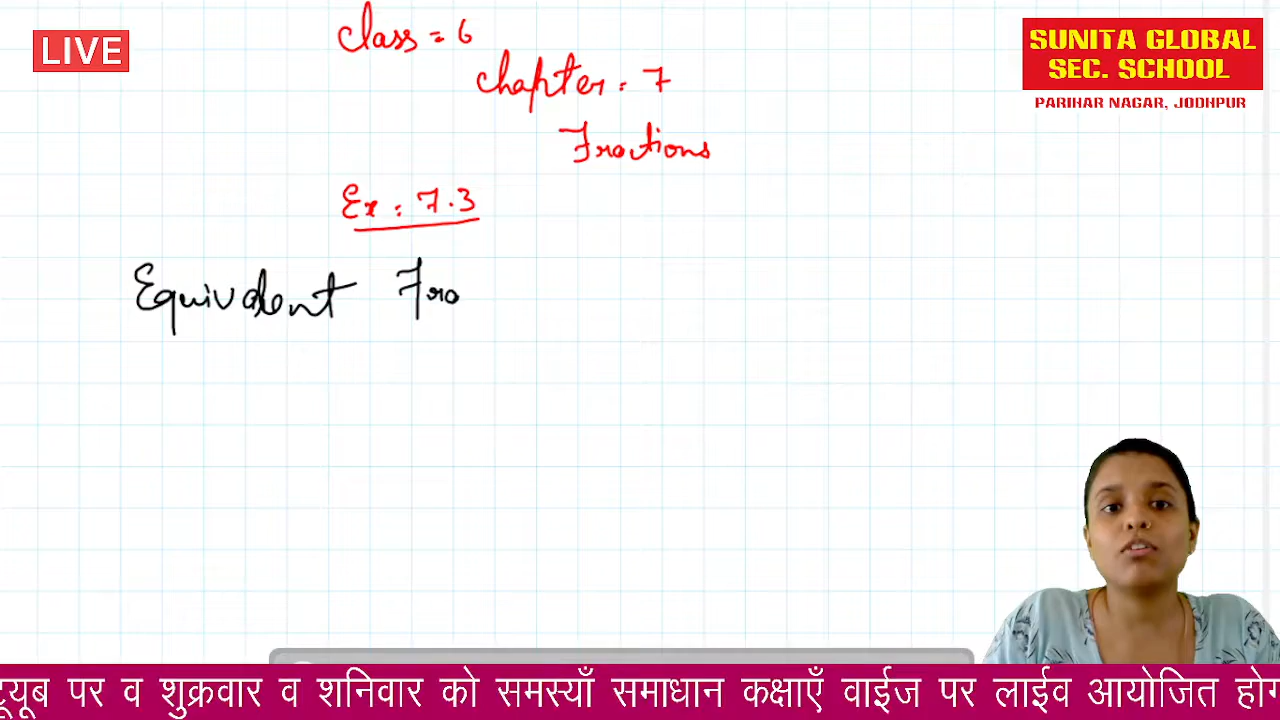 LIVE
Class = 6
Chapter = 7
Fractions
Ex = 7.3
Equivalent Fra
SUNITA GLOBAL
SEC. SCHOOL
PARIHAR NAGAR, JODHPUR
पर व शुक्रवार व शनिवार को समस्याँ समाधान कक्षाएँ वाईज पर लाईव आयोजित